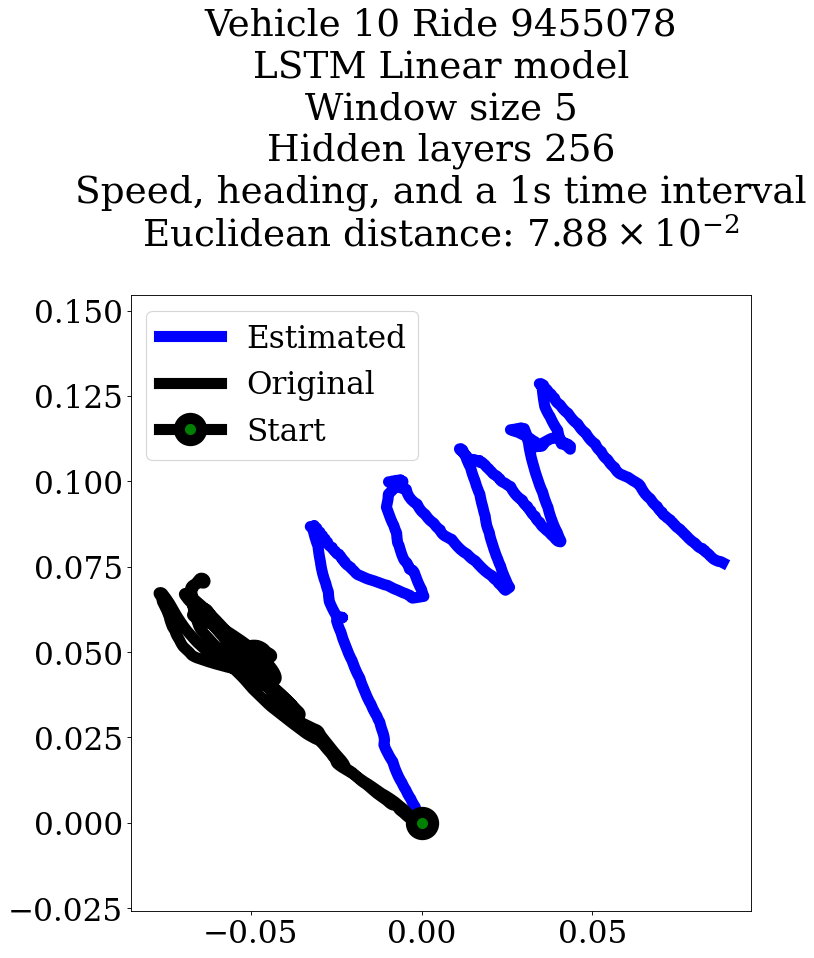 Vehicle 10 Ride 9455078
LSTM Linear model
Window size 5
Hidden layers 256
Speed, heading, and a 1s time interval
Euclidean distance: 7.88 × 10⁻²
Estimated
Original
Start
0.150
0.125
0.100
0.075
0.050
0.025
0.000
−0.025
−0.05 0.00 0.05